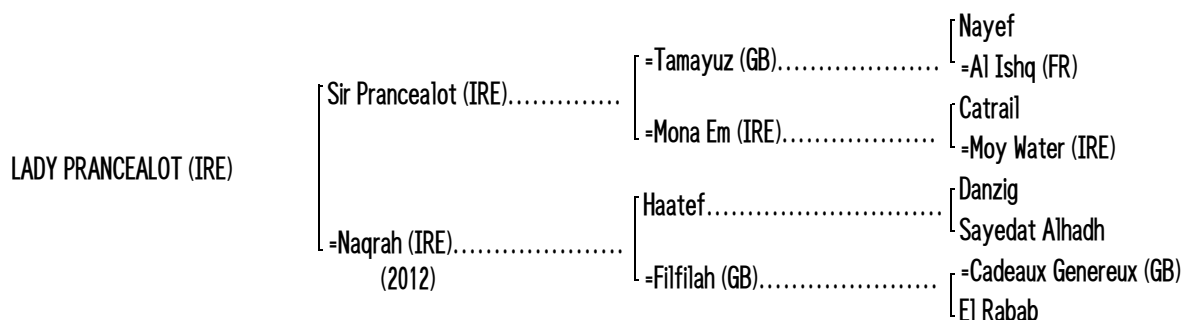 Nayef
=Tamayuz (GB)....................
=Al Ishq (FR)
Sir Prancealot (IRE)..............
Catrail
=Mona Em (IRE)...................
=Moy Water (IRE)
LADY PRANCEALOT (IRE)
Danzig
Haatef.............................
Sayedat Alhadh
=Naqrah (IRE).....................
=Cadeaux Genereux (GB)
(2012)
=Filfilah (GB)......................
El Rabab